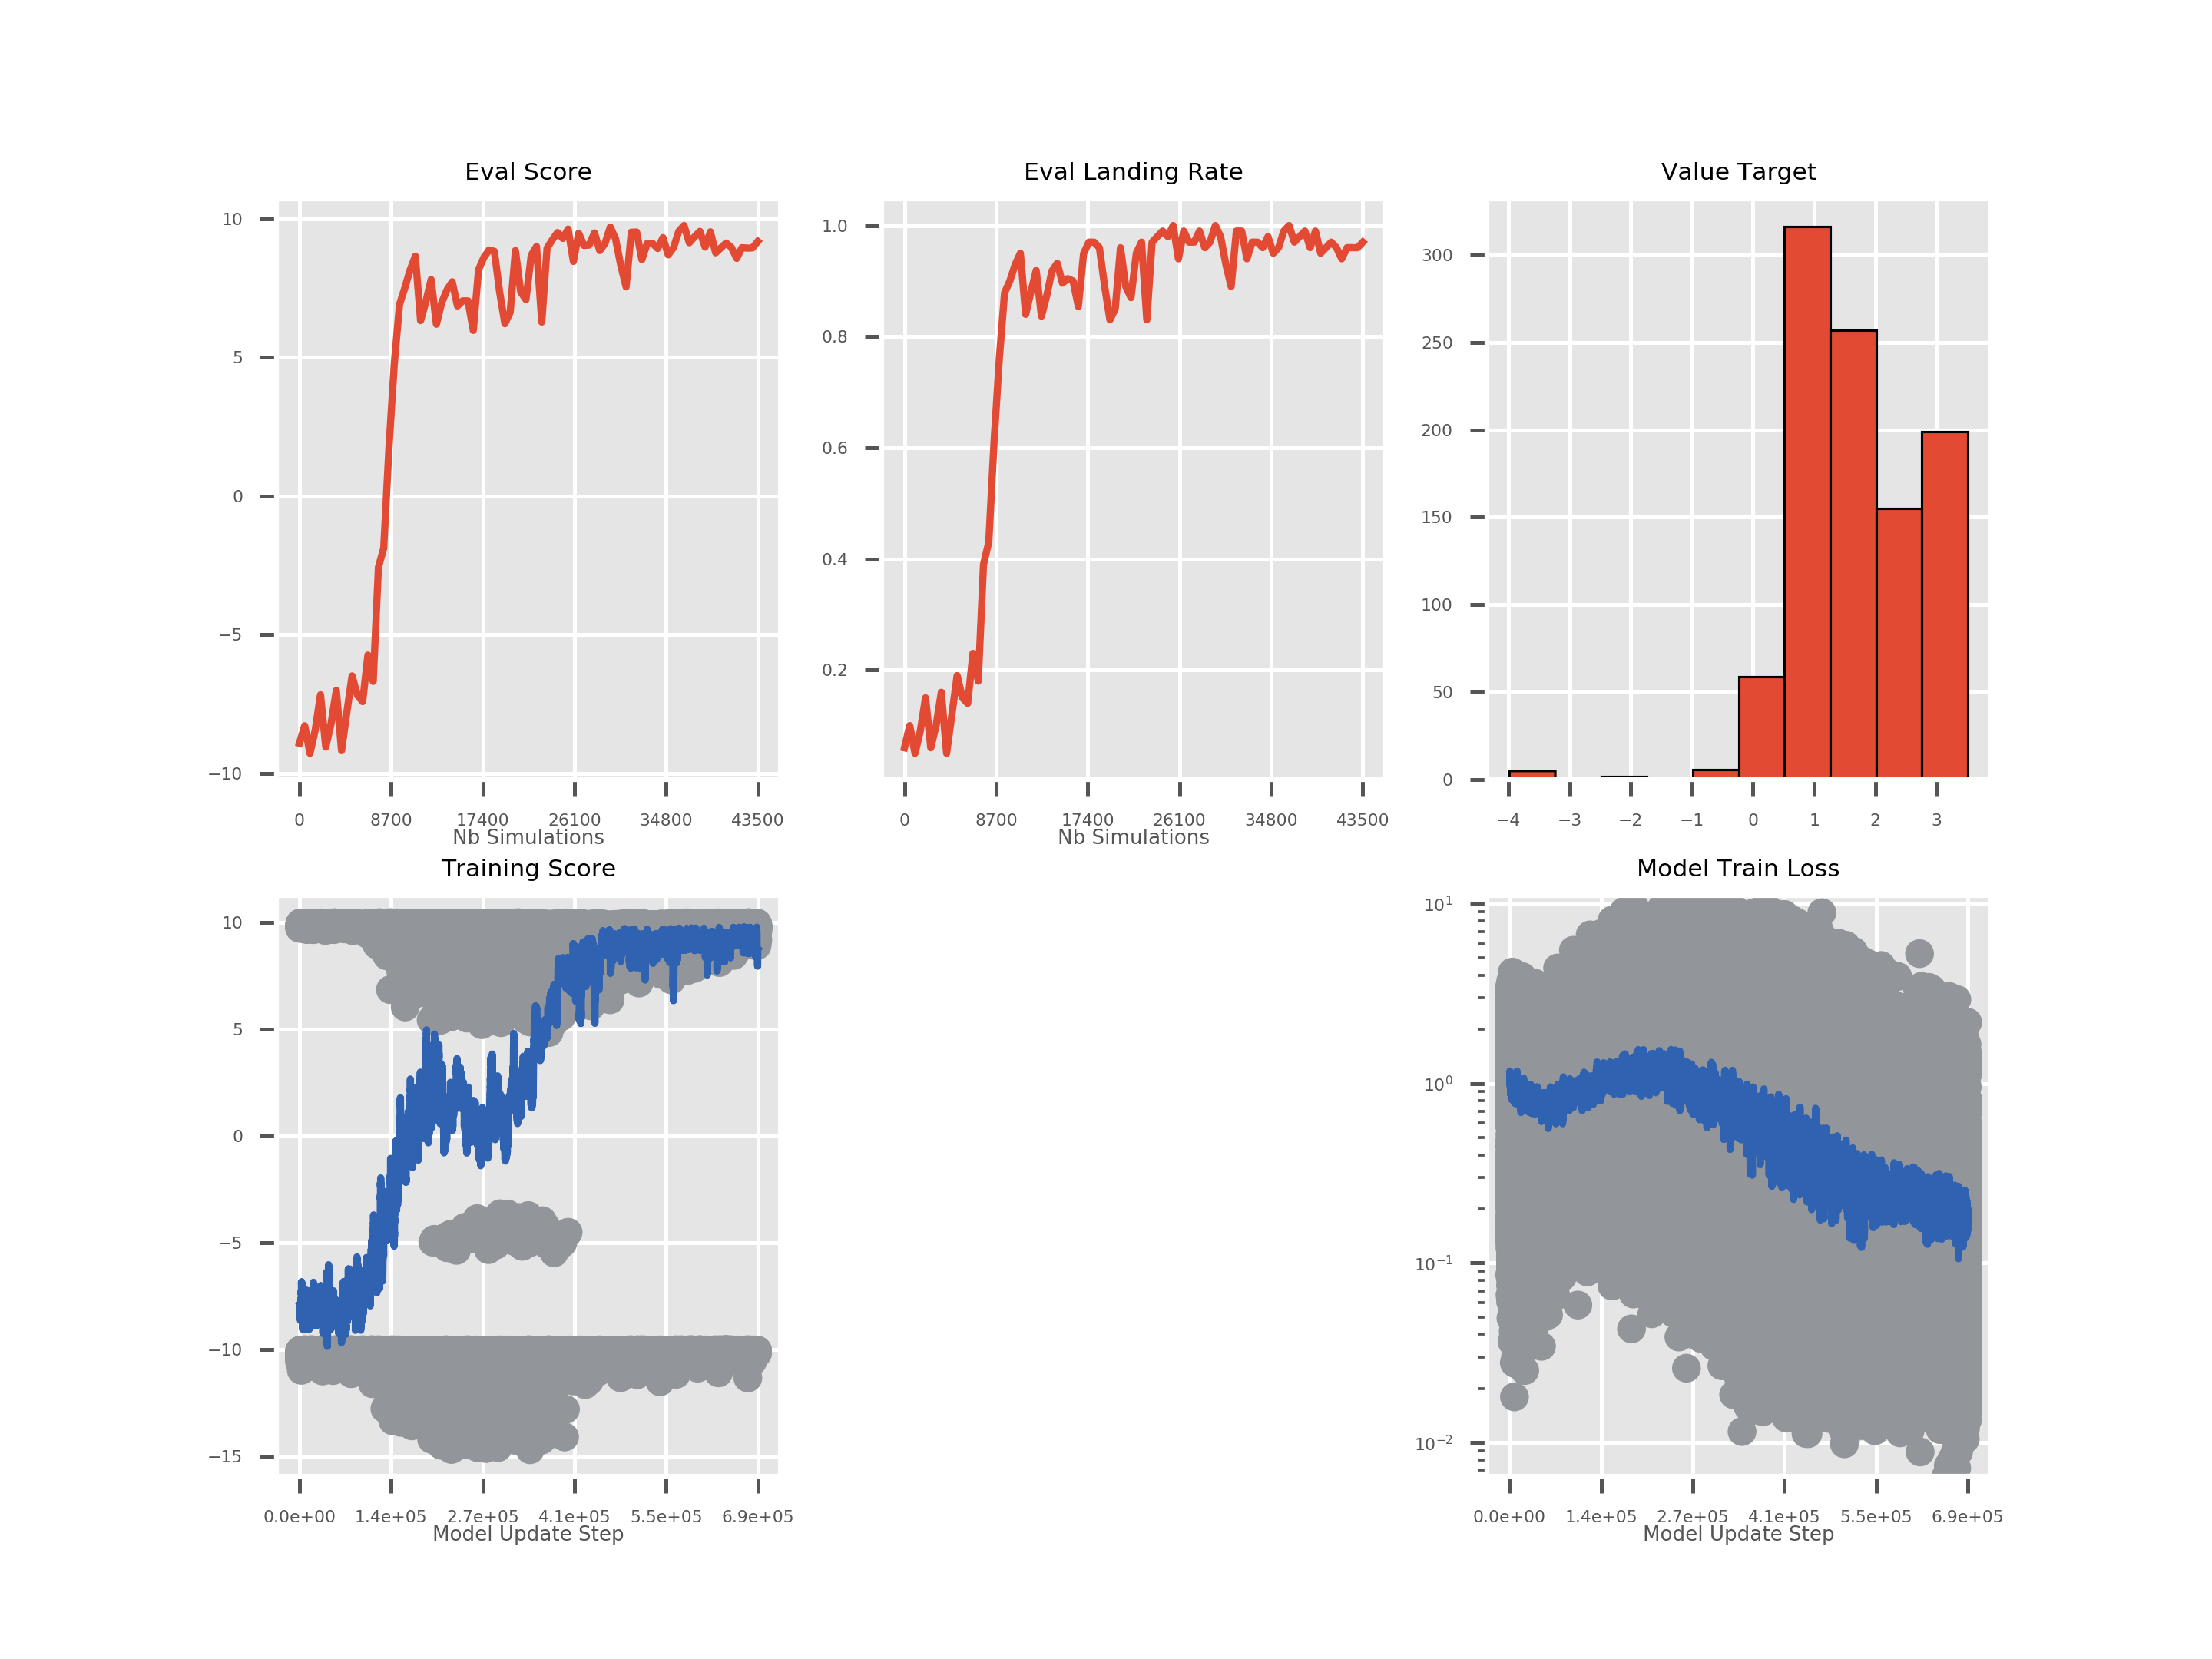 Eval Score
10
5
0
−5
−10
0 8700 17400 26100 34800 43500
Nb Simulations
Eval Landing Rate
1.0
0.8
0.6
0.4
0.2
0 8700 17400 26100 34800 43500
Nb Simulations
Value Target
300
250
200
150
100
50
0
−4 −3 −2 −1 0 1 2 3
Training Score
10
5
0
−5
−10
−15
0.0e+00 1.4e+05 2.7e+05 4.1e+05 5.5e+05 6.9e+05
Model Update Step
Model Train Loss
10¹
10⁰
10⁻¹
10⁻²
0.0e+00 1.4e+05 2.7e+05 4.1e+05 5.5e+05 6.9e+05
Model Update Step